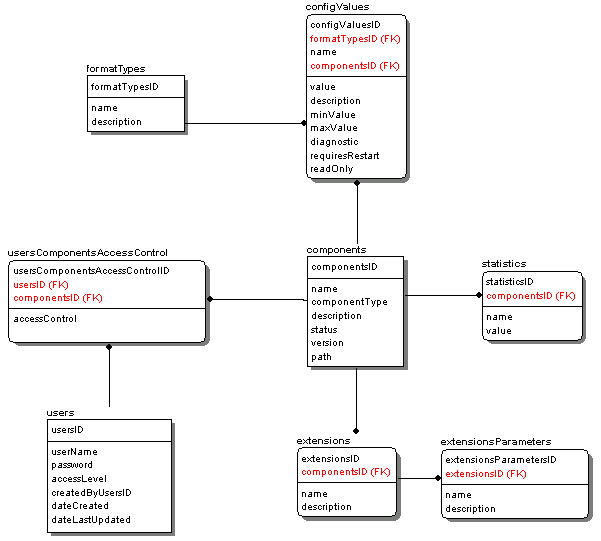 configValues
configValuesID
formatTypesID (FK)
name
componentsID (FK)
value
description
minValue
maxValue
diagnostic
requiresRestart
readOnly
formatTypes
formatTypesID
name
description
usersComponentsAccessControl
usersComponentsAccessControlID
usersID (FK)
componentsID (FK)
accessControl
components
componentsID
name
componentType
description
status
version
path
statistics
statisticsID
componentsID (FK)
name
value
users
usersID
userName
password
accessLevel
createdByUsersID
dateCreated
dateLastUpdated
extensions
extensionsID
componentsID (FK)
name
description
extensionsParameters
extensionsParametersID
extensionsID (FK)
name
description